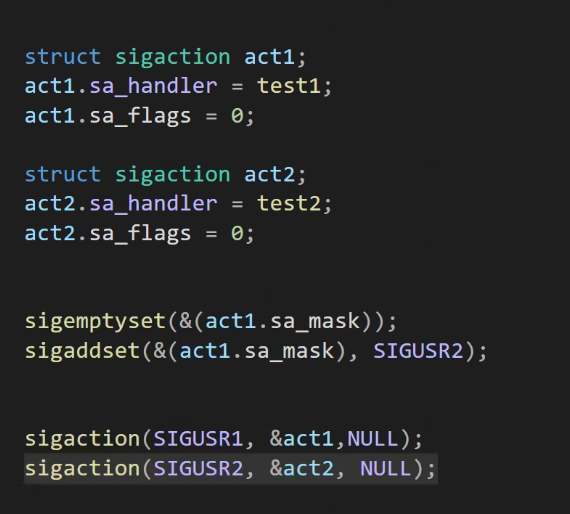 struct sigaction act1;
act1.sa_handler = test1;
act1.sa_flags = 0;
struct sigaction act2;
act2.sa_handler = test2;
act2.sa_flags = 0;
sigemptyset(&(act1.sa_mask));
sigaddset(&(act1.sa_mask), SIGUSR2);
sigaction(SIGUSR1, &act1,NULL);
sigaction(SIGUSR2, &act2, NULL);